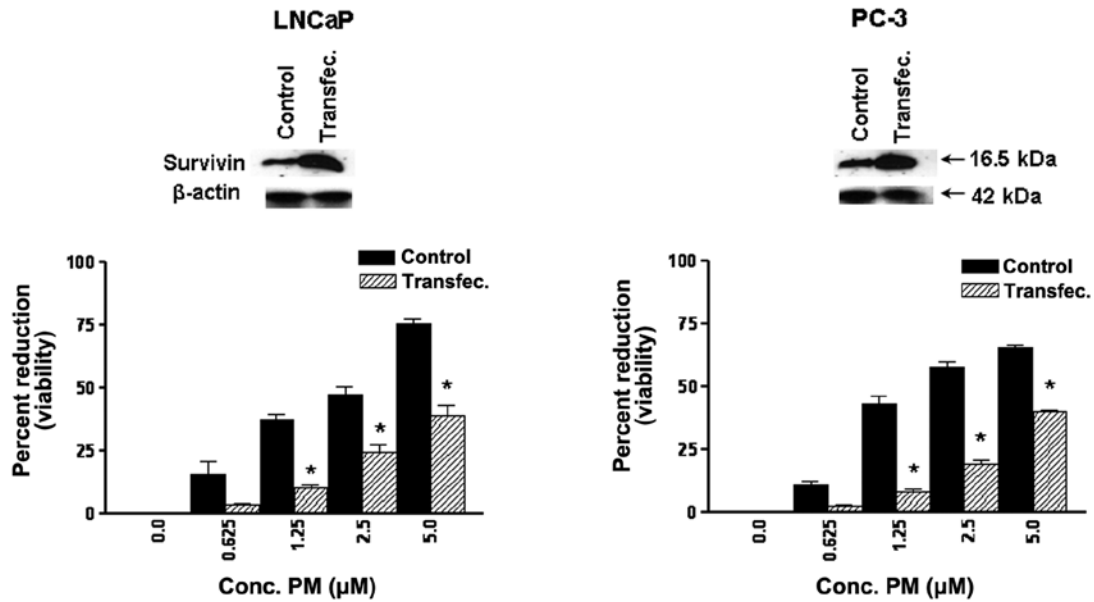 LNCaP
Control
Transfec.
Survivin
β-actin
100
75
50
25
0
Percent reduction
(viability)
Control
Transfec.
*
*
*
0.0
0.625
1.25
2.5
5.0
Conc. PM (µM)
PC-3
Control
Transfec.
←16.5 kDa
←42 kDa
100
75
50
25
0
Percent reduction
(viability)
Control
Transfec.
*
*
*
0.0
0.625
1.25
2.5
5.0
Conc. PM (µM)